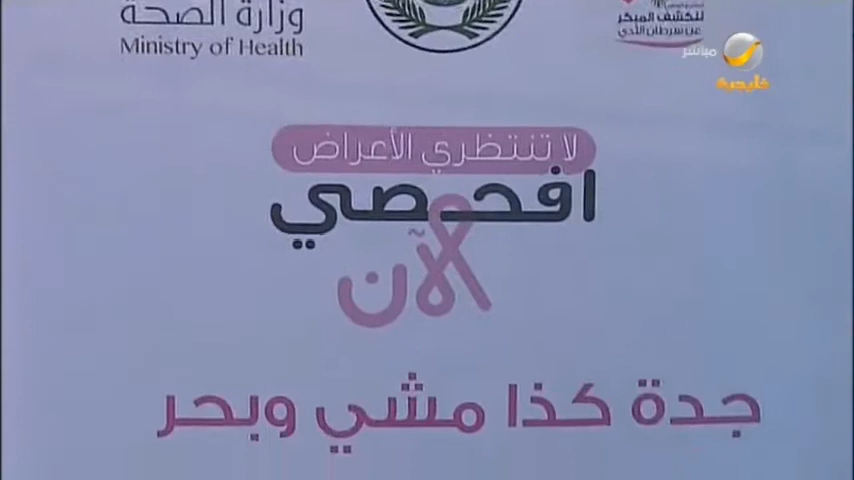 وزارة الصحة
Ministry of Health
للكشف المبكر
عن سرطان الثدي
مباشر
خليجية
لا تنتظري الأعراض
افحصي
الآن
جدة كذا مشي وبحر